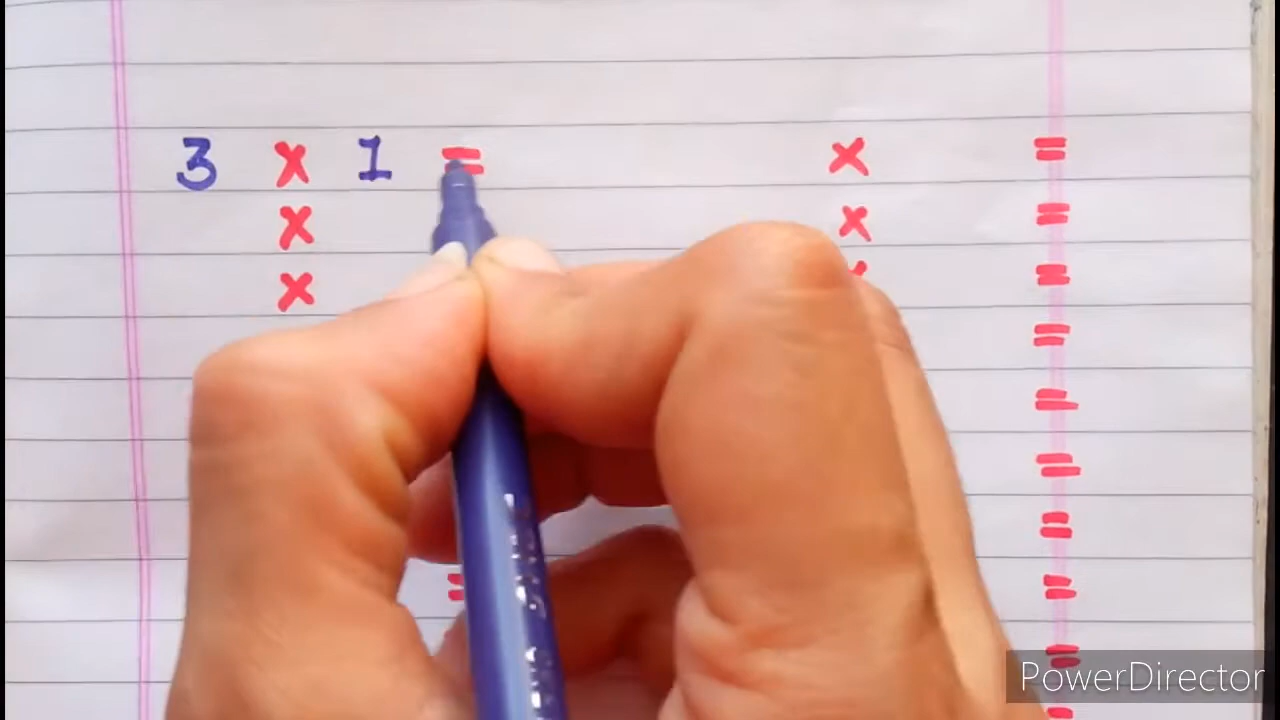 3 x 1 = x =
x x =
x x =
=
=
=
=
= =
=
=
PowerDirector